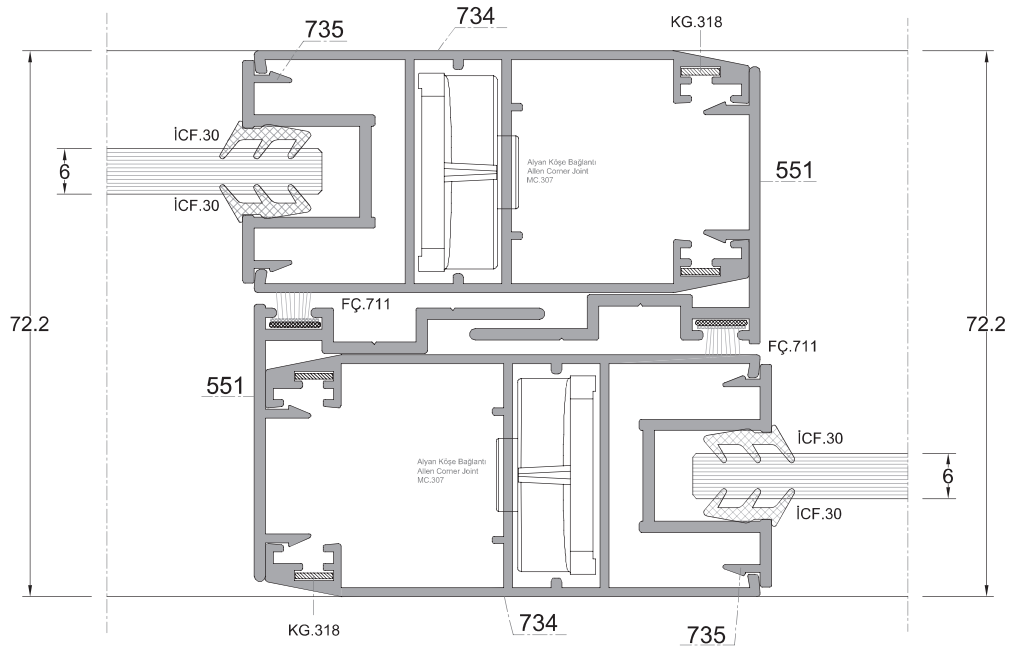 734
735
KG.318
İCF.30
6
Alyan Köşe Bağlantı
Allen Corner Joint
MC.307
551
İCF.30
FÇ.711
72.2
72.2
FÇ.711
551
İCF.30
Alyan Köşe Bağlantı
Allen Corner Joint
MC.307
6
İCF.30
KG.318
734
735